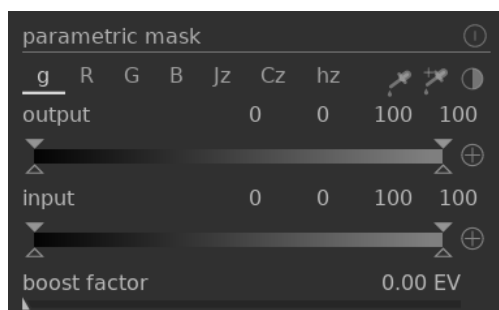 parametric mask
g R G B Jz Cz hz
output 0 0 100 100
input 0 0 100 100
boost factor 0.00 EV